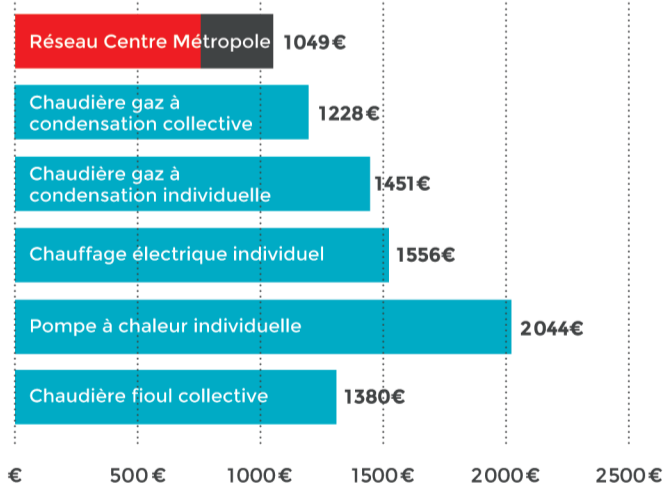 Réseau Centre Métropole 1049€
Chaudière gaz à
condensation collective
1228€
Chaudière gaz à
condensation individuelle
1451€
Chauffage électrique individuel 1556€
Pompe à chaleur individuelle 2044€
Chaudière fioul collective 1380€
€ 500€ 1000€ 1500€ 2000€ 2500€